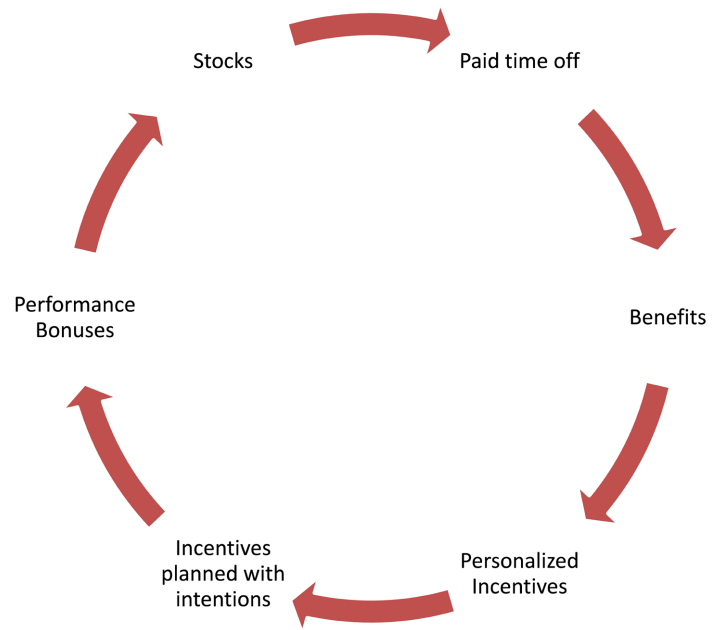 Stocks
Paid time off
Benefits
Personalized
Incentives
Incentives
planned with
intentions
Performance
Bonuses